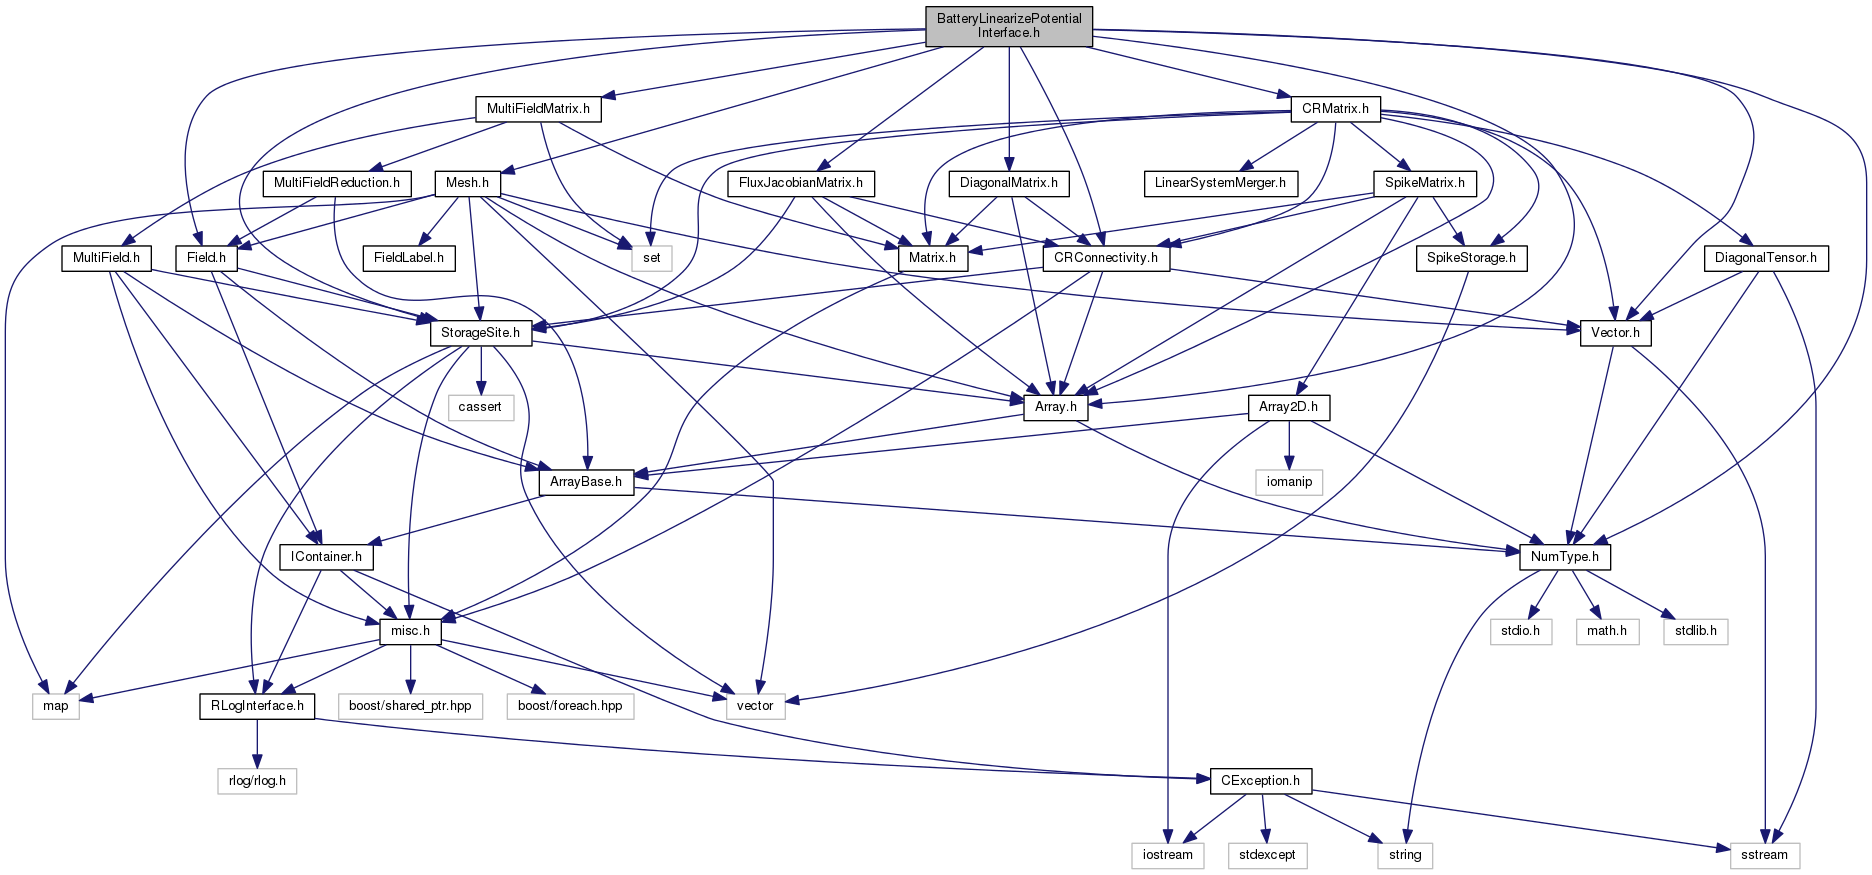 BatteryLinearizePotential
Interface.h
MultiFieldMatrix.h
CRMatrix.h
MultiFieldReduction.h
Mesh.h
FluxJacobianMatrix.h
DiagonalMatrix.h
LinearSystemMerger.h
SpikeMatrix.h
MultiField.h
Field.h
FieldLabel.h
set
Matrix.h
CRConnectivity.h
SpikeStorage.h
DiagonalTensor.h
StorageSite.h
Vector.h
cassert
Array.h
Array2D.h
ArrayBase.h
iomanip
IContainer.h
NumType.h
misc.h
stdio.h
math.h
stdlib.h
map
RLogInterface.h
boost/shared_ptr.hpp
boost/foreach.hpp
vector
rlog/rlog.h
CException.h
iostream
stdexcept
string
sstream